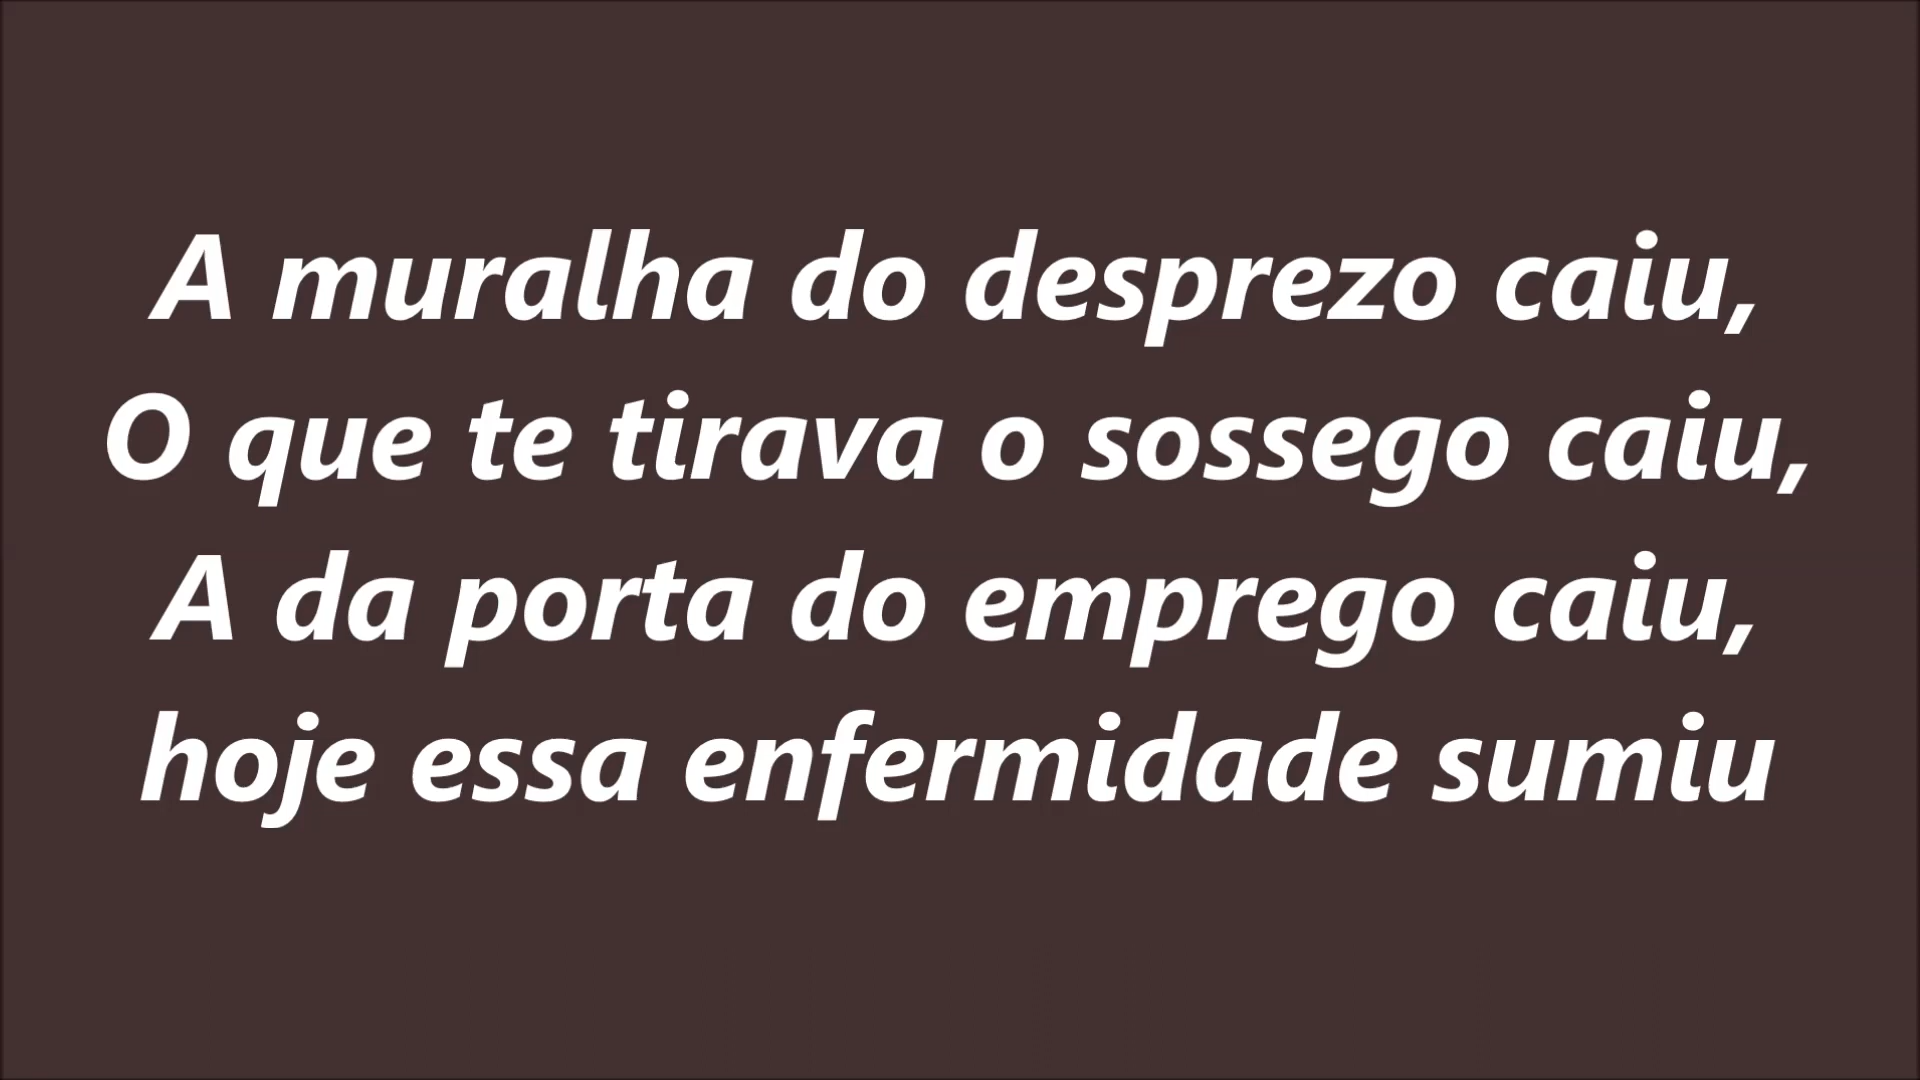 A muralha do desprezo caiu,
O que te tirava o sossego caiu,
A da porta do emprego caiu,
hoje essa enfermidade sumiu